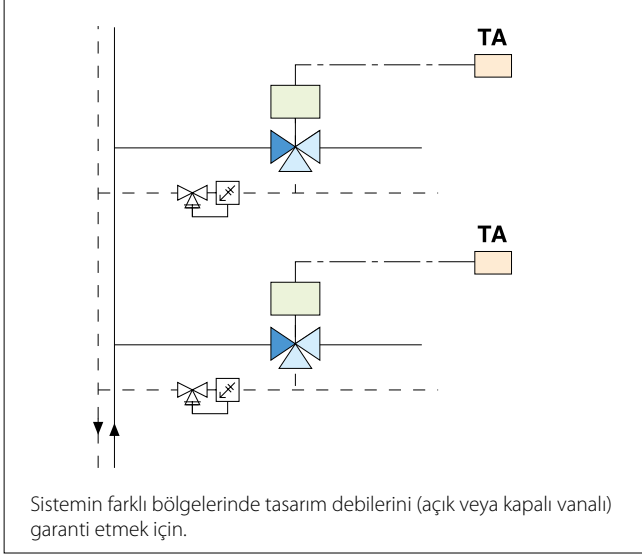 TA
TA
Sistemin farklı bölgelerinde tasarım debilerini (açık veya kapalı vanalı)
garanti etmek için.